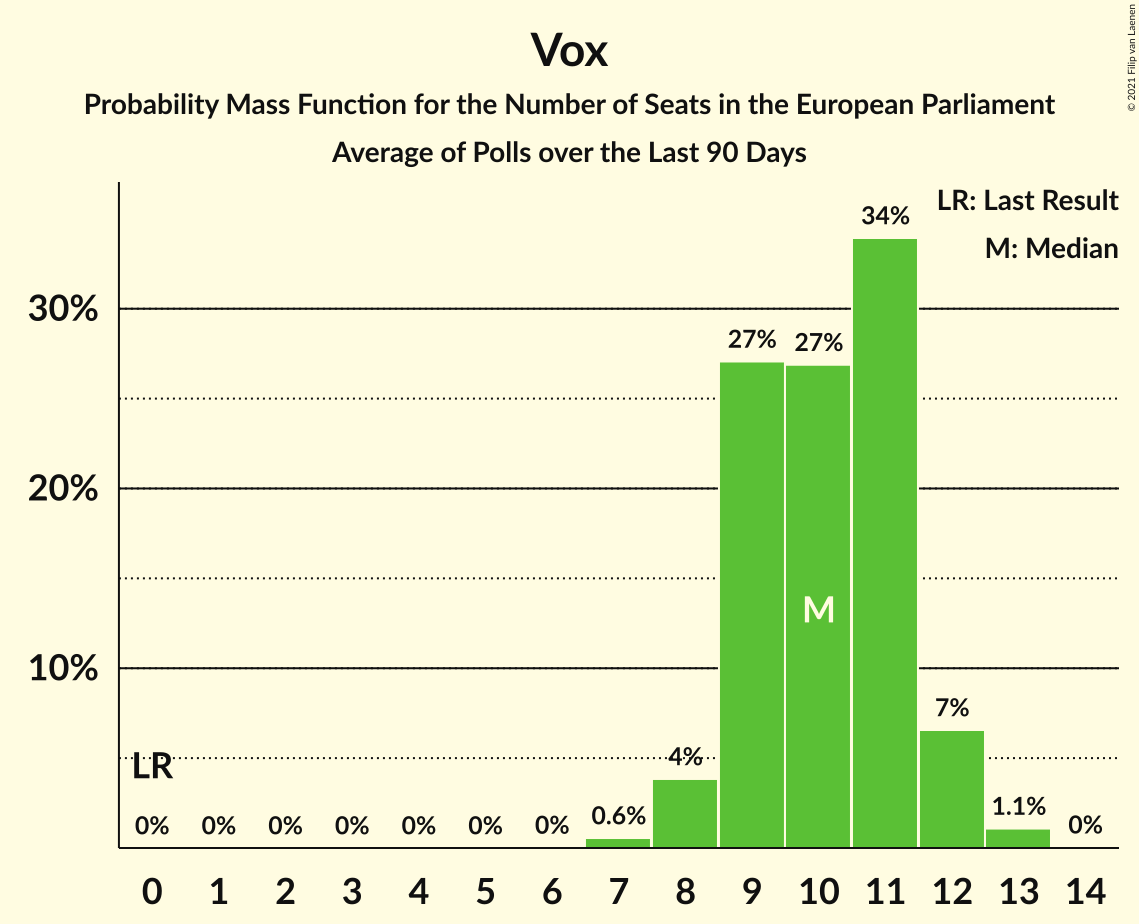 Vox
Probability Mass Function for the Number of Seats in the European Parliament
Average of Polls over the Last 90 Days
© 2021 Filip van Laenen
LR: Last Result
M: Median
30%
20%
10%
LR
M
0% 0% 0% 0% 0% 0% 0% 0.6% 4% 27% 27% 34% 7% 1.1% 0%
0 1 2 3 4 5 6 7 8 9 10 11 12 13 14